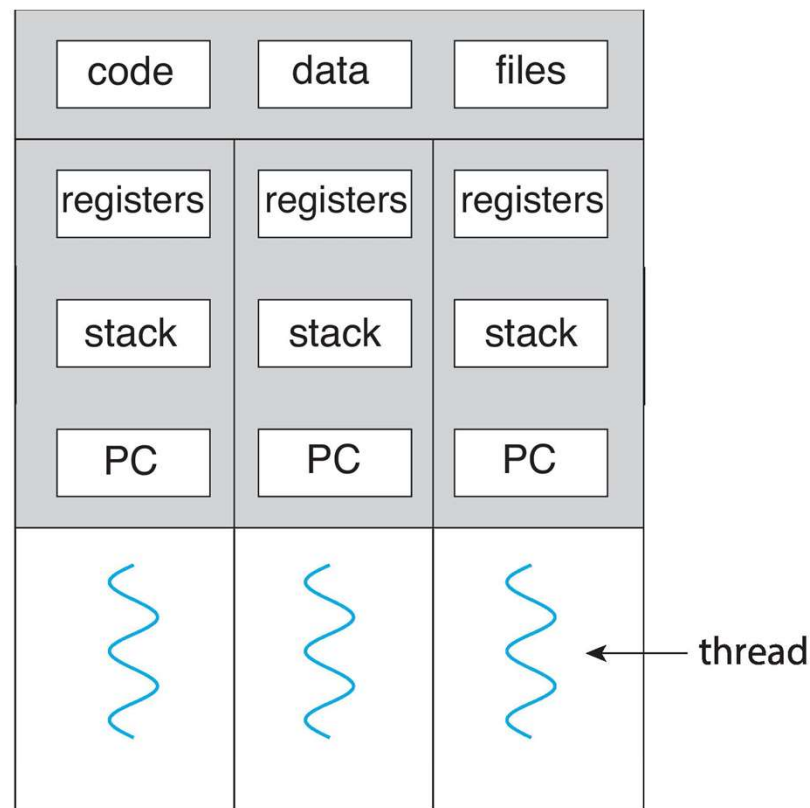 code data files
registers registers registers
stack stack stack
PC PC PC
thread